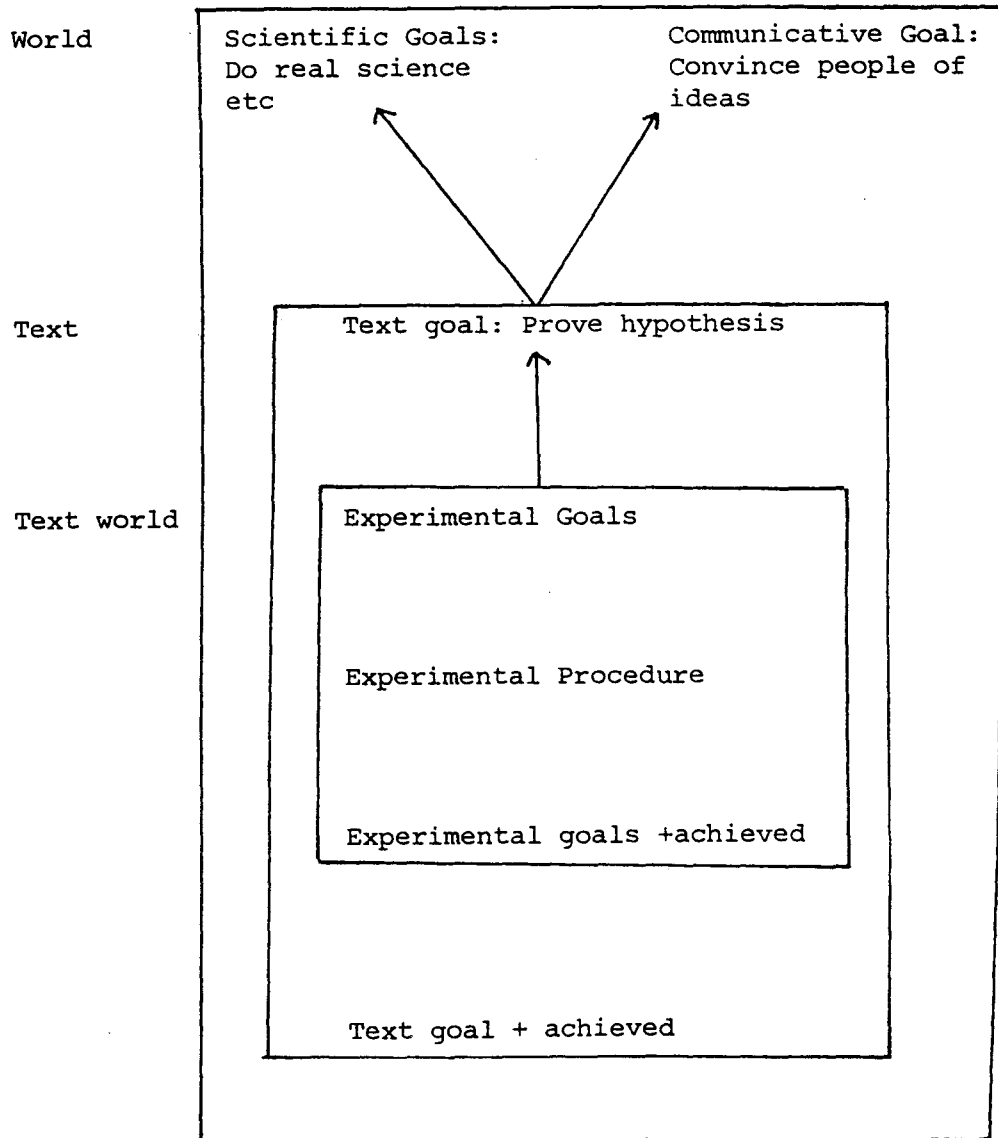 World
Scientific Goals:
Do real science
etc
Communicative Goal:
Convince people of
ideas
Text
Text goal: Prove hypothesis
Text world
Experimental Goals
Experimental Procedure
Experimental goals +achieved
Text goal + achieved